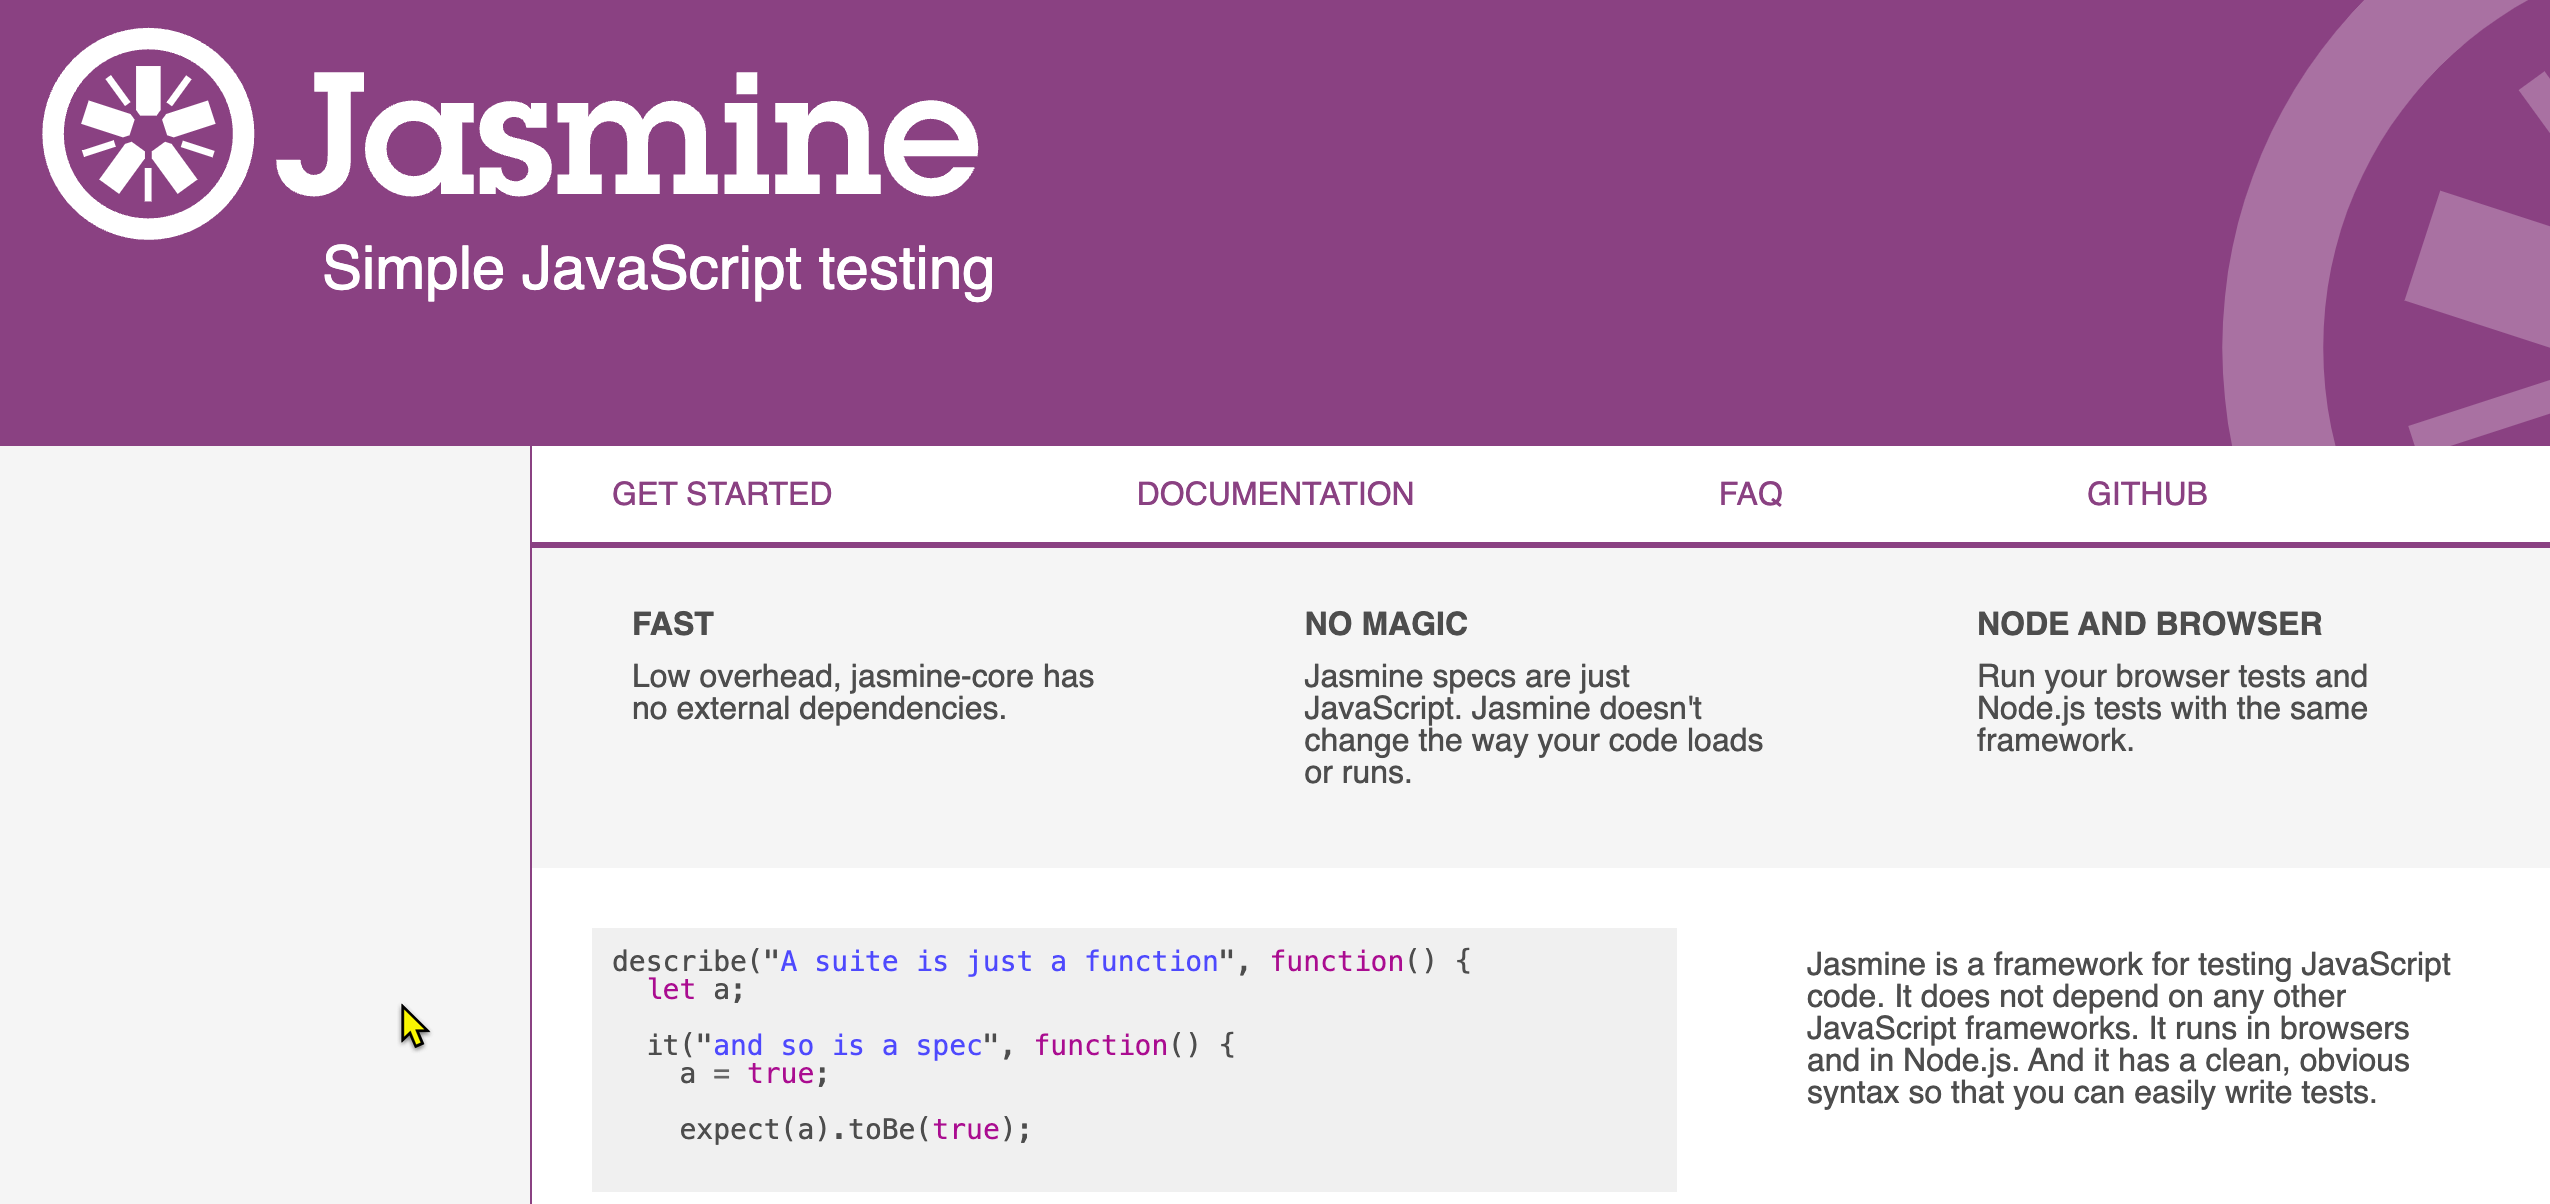 Jasmine
Simple JavaScript testing
GET STARTED DOCUMENTATION FAQ GITHUB
FAST
Low overhead, jasmine-core has
no external dependencies.
NO MAGIC
Jasmine specs are just
JavaScript. Jasmine doesn't
change the way your code loads
or runs.
NODE AND BROWSER
Run your browser tests and
Node.js tests with the same
framework.
describe("A suite is just a function", function() {
  let a;
  it("and so is a spec", function() {
    a = true;
    expect(a).toBe(true);
Jasmine is a framework for testing JavaScript
code. It does not depend on any other
JavaScript frameworks. It runs in browsers
and in Node.js. And it has a clean, obvious
syntax so that you can easily write tests.